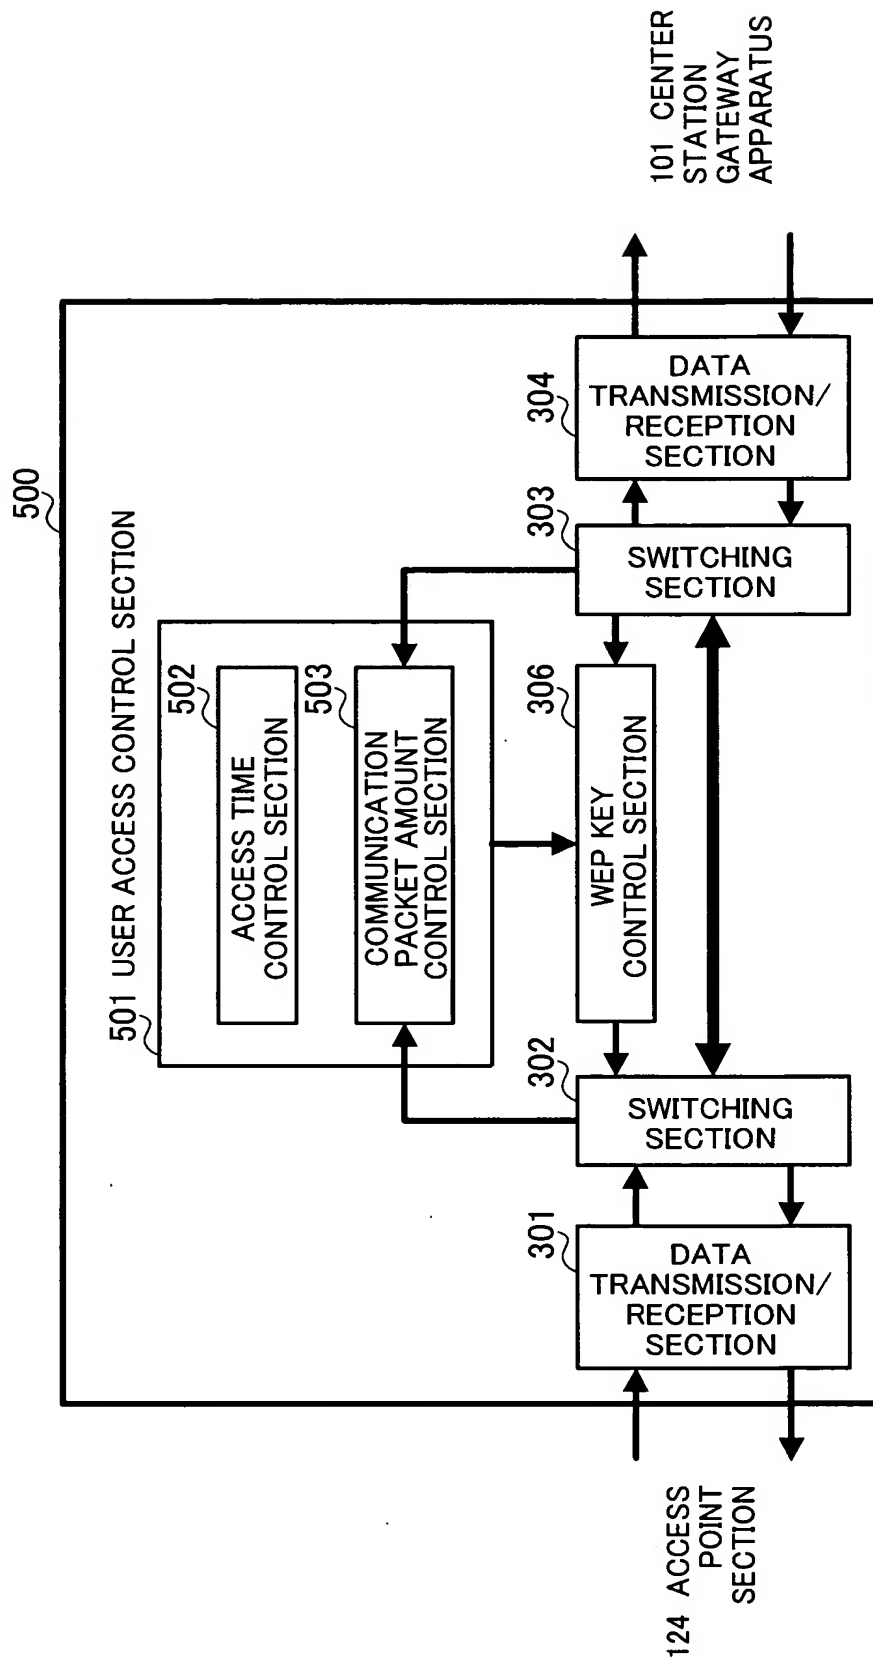 500
501 USER ACCESS CONTROL SECTION
502
ACCESS TIME
CONTROL SECTION
503
COMMUNICATION
PACKET AMOUNT
CONTROL SECTION
301
DATA
TRANSMISSION/
RECEPTION
SECTION
302
SWITCHING
SECTION
306
WEP KEY
CONTROL SECTION
303
SWITCHING
SECTION
304
DATA
TRANSMISSION/
RECEPTION
SECTION
124 ACCESS
POINT
SECTION
101 CENTER
STATION
GATEWAY
APPARATUS